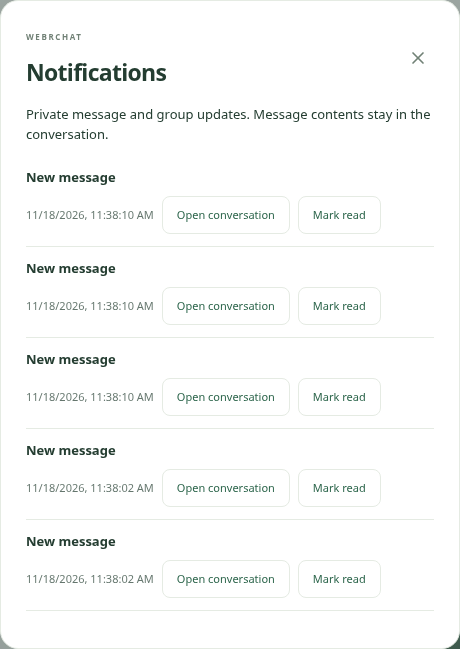 WEBRCHAT
Notifications
Private message and group updates. Message contents stay in the
conversation.
New message
11/18/2026, 11:38:10 AM Open conversation Mark read
New message
11/18/2026, 11:38:10 AM Open conversation Mark read
New message
11/18/2026, 11:38:10 AM Open conversation Mark read
New message
11/18/2026, 11:38:02 AM Open conversation Mark read
New message
11/18/2026, 11:38:02 AM Open conversation Mark read